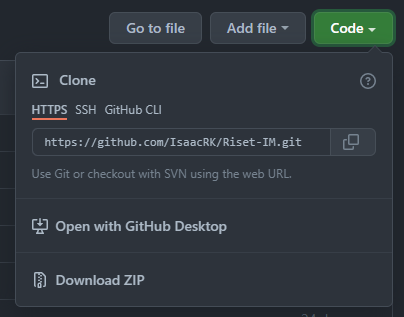 Go to file Add file Code
Clone
HTTPS SSH GitHub CLI
https://github.com/IsaacRK/Riset-IM.git
Use Git or checkout with SVN using the web URL.
Open with GitHub Desktop
Download ZIP